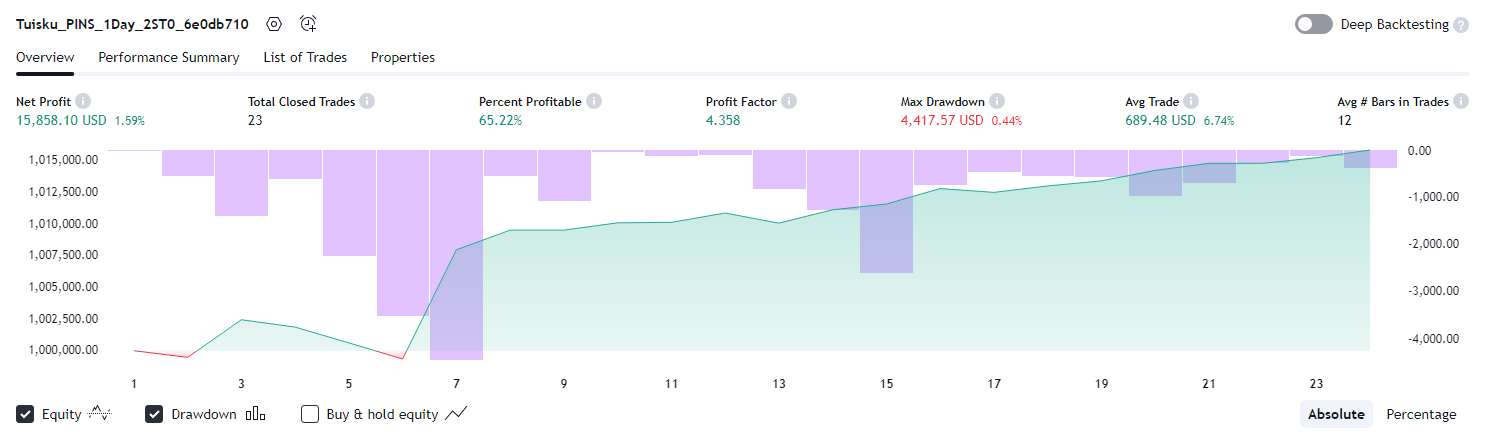 Tuisku_PINS_1Day_2ST0_6e0db710
Deep Backtesting ?
Overview Performance Summary List of Trades Properties
Net Profit i Total Closed Trades i Percent Profitable i Profit Factor i Max Drawdown i Avg Trade i Avg # Bars in Trades i
15,858.10 USD 1.59% 23 65.22% 4.358 4,417.57 USD 0.44% 689.48 USD 6.74% 12
1,015,000.00 0.00
1,012,500.00 -1,000.00
1,010,000.00 -2,000.00
1,007,500.00
1,005,000.00 -3,000.00
1,002,500.00
1,000,000.00 -4,000.00
1 3 5 7 9 11 13 15 17 19 21 23
Equity Drawdown Buy & hold equity Absolute Percentage